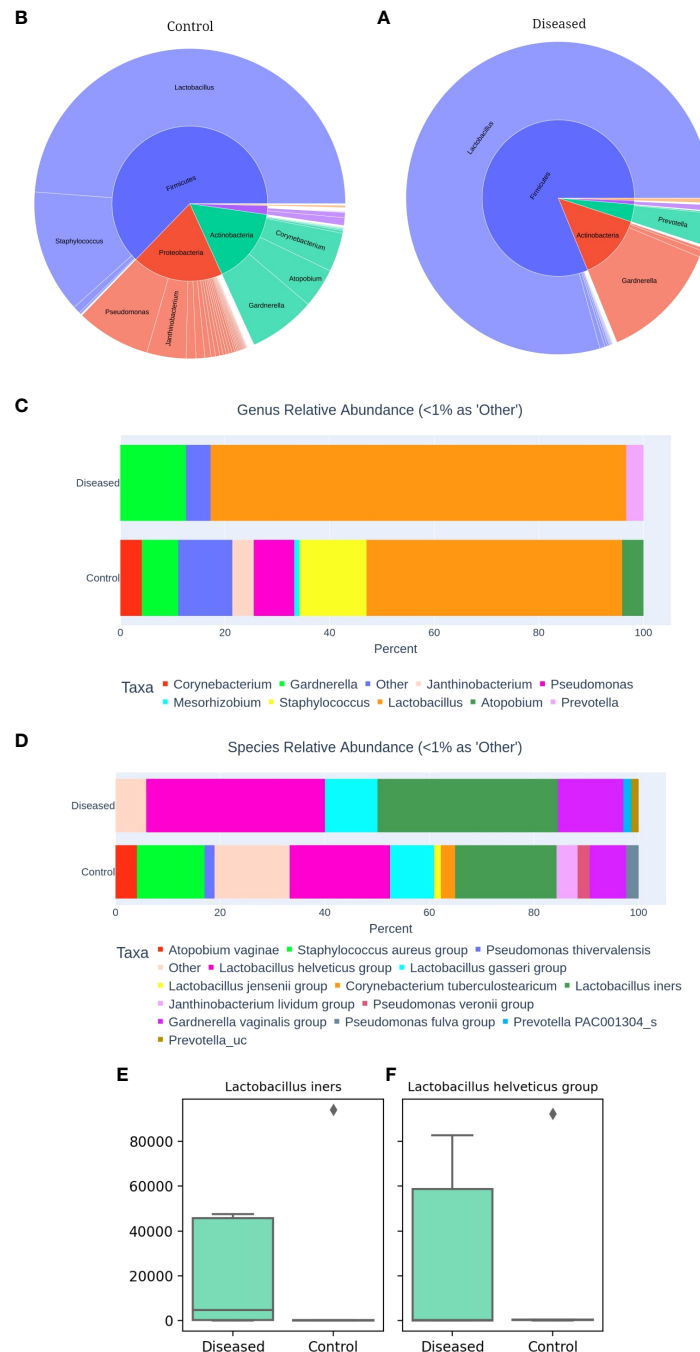 B
Control
Lactobacillus
Firmicutes
Staphylococcus
Proteobacteria
Actinobacteria
Corynebacterium
Atopobium
Gardnerella
Pseudomonas
Janthinobacterium
A
Diseased
Lactobacillus
Firmicutes
Prevotella
Actinobacteria
Gardnerella
C
Genus Relative Abundance (<1% as 'Other')
Diseased
Control
0 20 40 60 80 100
Percent
Taxa Corynebacterium Gardnerella Other Janthinobacterium Pseudomonas
Mesorhizobium Staphylococcus Lactobacillus Atopobium Prevotella
D
Species Relative Abundance (<1% as 'Other')
Diseased
Control
0 20 40 60 80 100
Percent
Taxa Atopobium vaginae Staphylococcus aureus group Pseudomonas thivervalensis
Other Lactobacillus helveticus group Lactobacillus gasseri group
Lactobacillus jensenii group Corynebacterium tuberculostearicum Lactobacillus iners
Janthinobacterium lividum group Pseudomonas veronii group
Gardnerella vaginalis group Pseudomonas fulva group Prevotella PAC001304_s
Prevotella_uc
E
Lactobacillus iners
80000
60000
40000
20000
0
Diseased Control
F
Lactobacillus helveticus group
Diseased Control